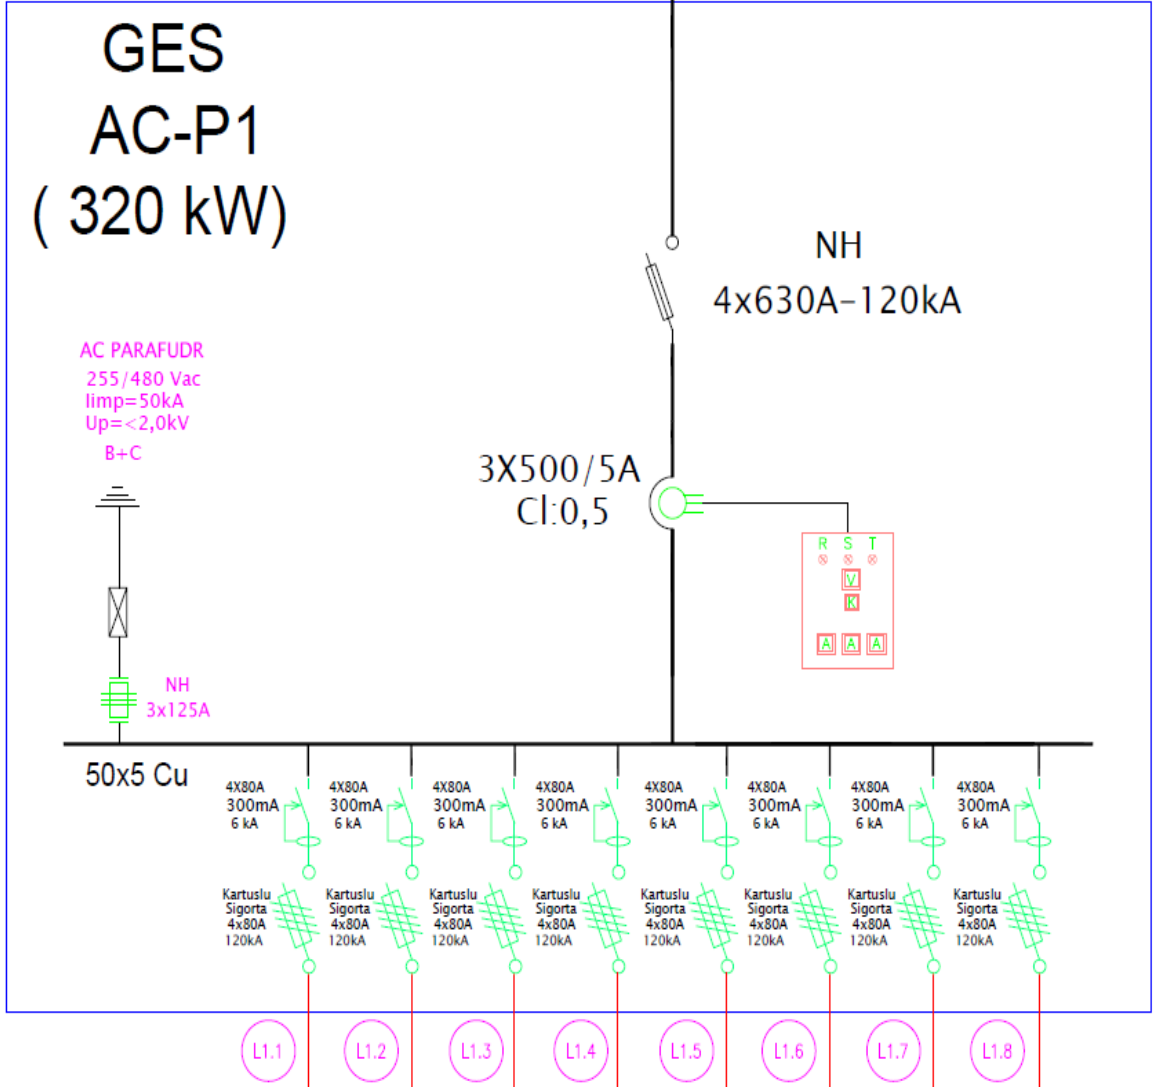 GES
AC-P1
( 320 kW)
NH
4x630A-120kA
AC PARAFUDR
255/480 Vac
Iimp=50kA
Up=<2,0kV
B+C
3X500/5A
Cl:0,5
R S T
V
K
A A A
NH
3x125A
50x5 Cu
4X80A 4X80A 4X80A 4X80A 4X80A 4X80A 4X80A 4X80A
300mA 300mA 300mA 300mA 300mA 300mA 300mA 300mA
6 kA 6 kA 6 kA 6 kA 6 kA 6 kA 6 kA 6 kA
Kartuslu Kartuslu Kartuslu Kartuslu Kartuslu Kartuslu Kartuslu Kartuslu
Sigorta Sigorta Sigorta Sigorta Sigorta Sigorta Sigorta Sigorta
4x80A 4x80A 4x80A 4x80A 4x80A 4x80A 4x80A 4x80A
120kA 120kA 120kA 120kA 120kA 120kA 120kA 120kA
L1.1 L1.2 L1.3 L1.4 L1.5 L1.6 L1.7 L1.8